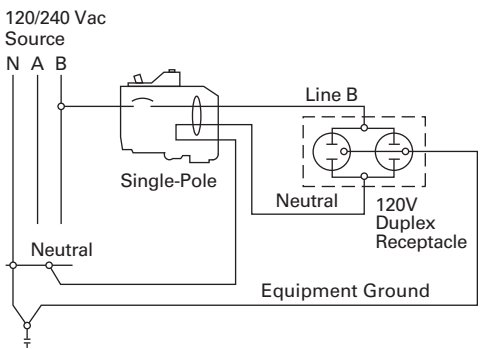 120/240 Vac
Source
N A B
Line B
Single-Pole
Neutral
120V
Duplex
Receptacle
Neutral
Equipment Ground